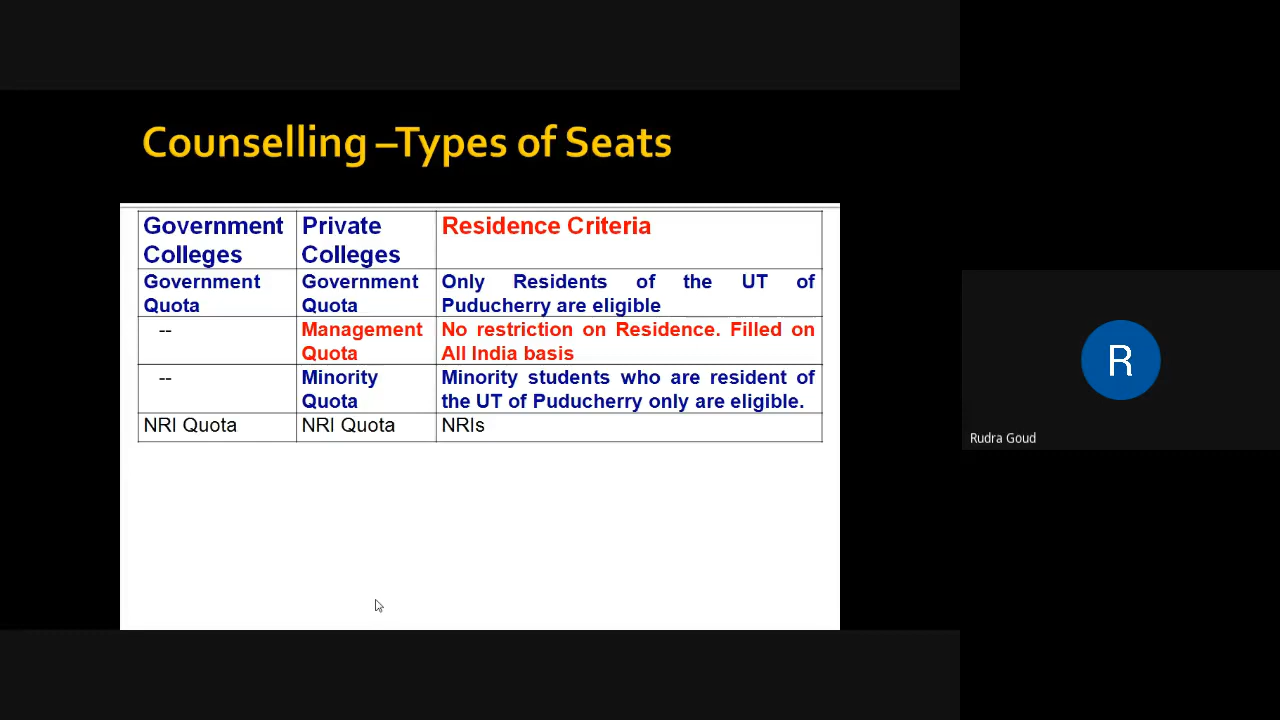 Counselling –Types of Seats
Government Colleges Private Colleges Residence Criteria
Government Quota Government Quota Only Residents of the UT of Puducherry are eligible
-- Management Quota No restriction on Residence. Filled on All India basis
-- Minority Quota Minority students who are resident of the UT of Puducherry only are eligible.
NRI Quota NRI Quota NRIs
R
Rudra Goud